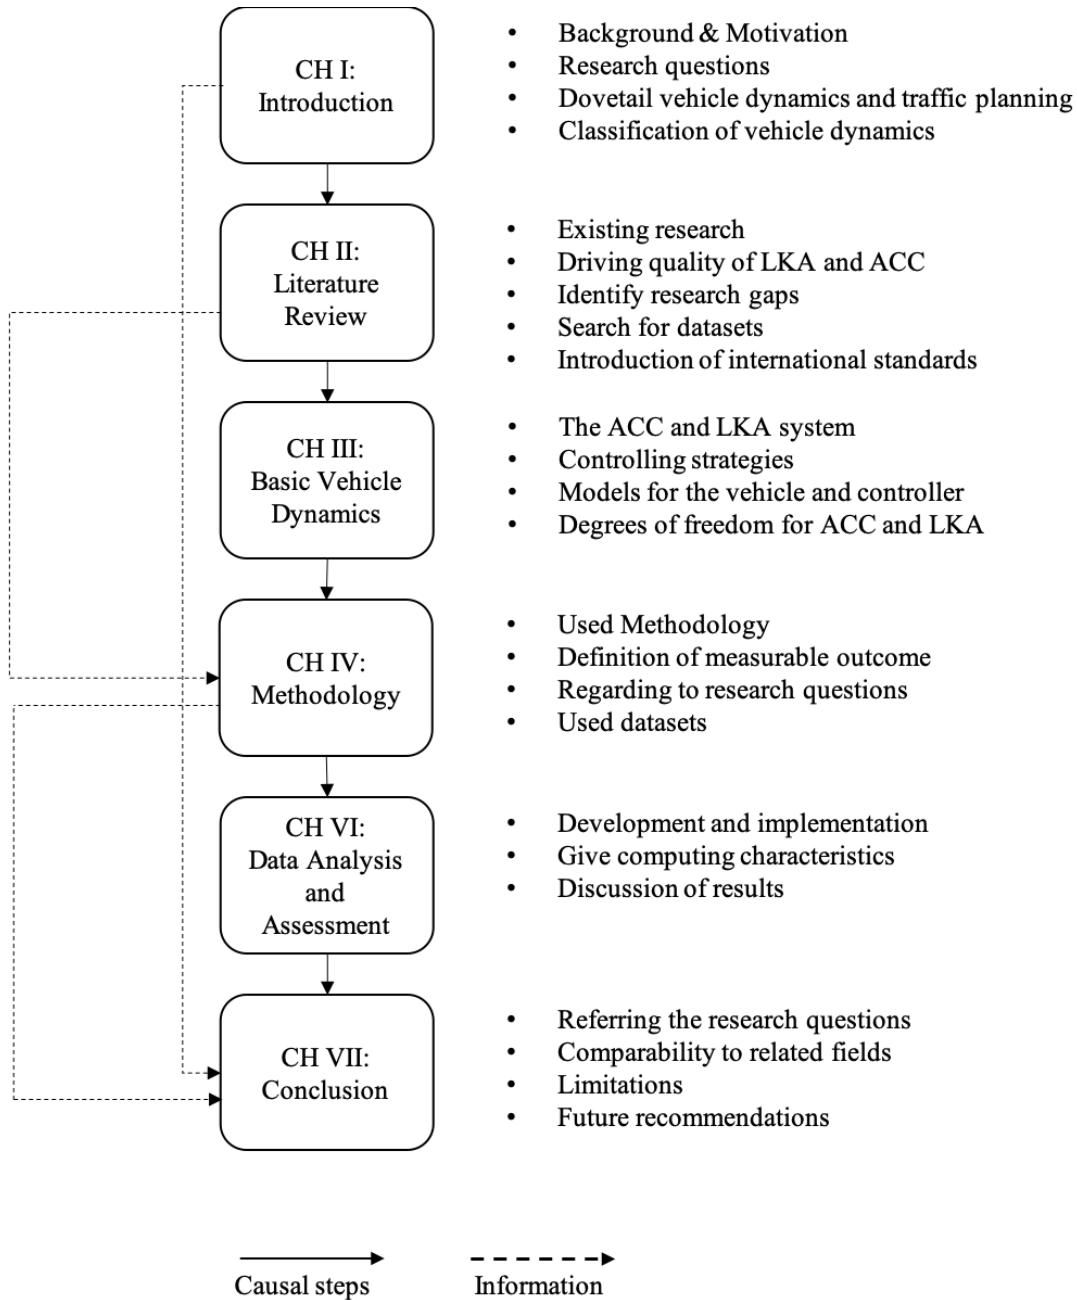 CH I:
Introduction
• Background & Motivation
• Research questions
• Dovetail vehicle dynamics and traffic planning
• Classification of vehicle dynamics
CH II:
Literature
Review
• Existing research
• Driving quality of LKA and ACC
• Identify research gaps
• Search for datasets
• Introduction of international standards
CH III:
Basic Vehicle
Dynamics
• The ACC and LKA system
• Controlling strategies
• Models for the vehicle and controller
• Degrees of freedom for ACC and LKA
CH IV:
Methodology
• Used Methodology
• Definition of measurable outcome
• Regarding to research questions
• Used datasets
CH VI:
Data Analysis
and
Assessment
• Development and implementation
• Give computing characteristics
• Discussion of results
CH VII:
Conclusion
• Referring the research questions
• Comparability to related fields
• Limitations
• Future recommendations
Causal steps
Information